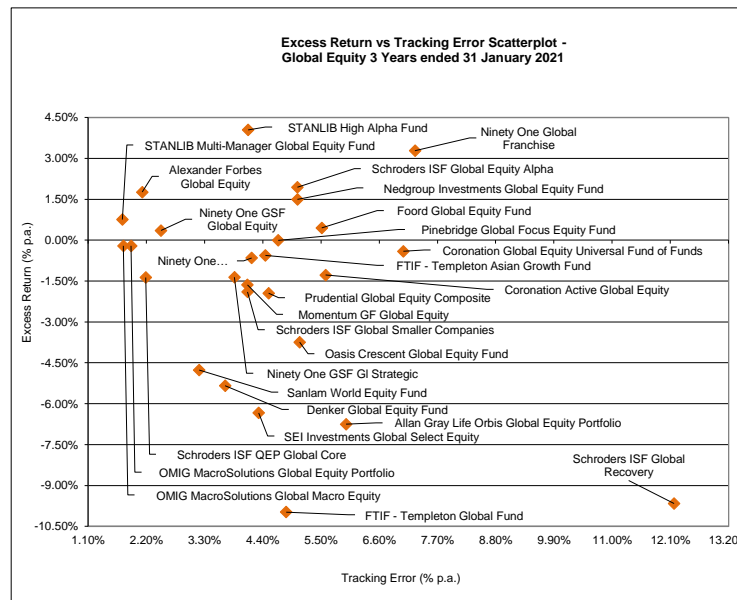 Excess Return vs Tracking Error Scatterplot -
Global Equity 3 Years ended 31 January 2021
4.50%
3.00%
1.50%
0.00%
-1.50%
-3.00%
-4.50%
-6.00%
-7.50%
-9.00%
-10.50%
Excess Return (% p.a.)
STANLIB High Alpha Fund
STANLIB Multi-Manager Global Equity Fund
Ninety One Global
Franchise
Alexander Forbes
Global Equity
Schroders ISF Global Equity Alpha
Nedgroup Investments Global Equity Fund
Ninety One GSF
Global Equity
Foord Global Equity Fund
Pinebridge Global Focus Equity Fund
Coronation Global Equity Universal Fund of Funds
Ninety One...
FTIF - Templeton Asian Growth Fund
Coronation Active Global Equity
Prudential Global Equity Composite
Momentum GF Global Equity
Schroders ISF Global Smaller Companies
Oasis Crescent Global Equity Fund
Ninety One GSF Gl Strategic
Sanlam World Equity Fund
Denker Global Equity Fund
Allan Gray Life Orbis Global Equity Portfolio
SEI Investments Global Select Equity
Schroders ISF QEP Global Core
OMIG MacroSolutions Global Equity Portfolio
Schroders ISF Global
Recovery
OMIG MacroSolutions Global Macro Equity
FTIF - Templeton Global Fund
1.10% 2.20% 3.30% 4.40% 5.50% 6.60% 7.70% 8.80% 9.90% 11.00% 12.10% 13.20%
Tracking Error (% p.a.)